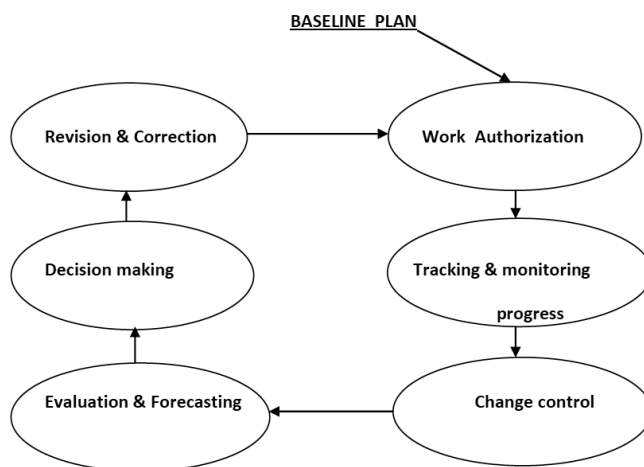 BASELINE PLAN
Revision & Correction
Work Authorization
Decision making
Tracking & monitoring
progress
Evaluation & Forecasting
Change control